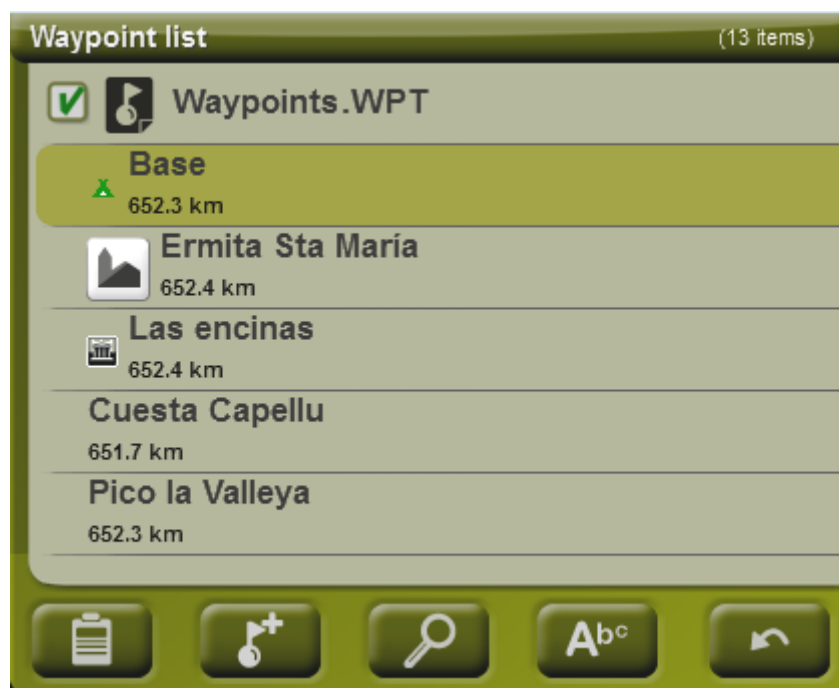 Waypoint list
(13 items)
Waypoints.WPT
Base
652.3 km
Ermita Sta María
652.4 km
Las encinas
652.4 km
Cuesta Capellu
651.7 km
Pico la Valleya
652.3 km
Abc